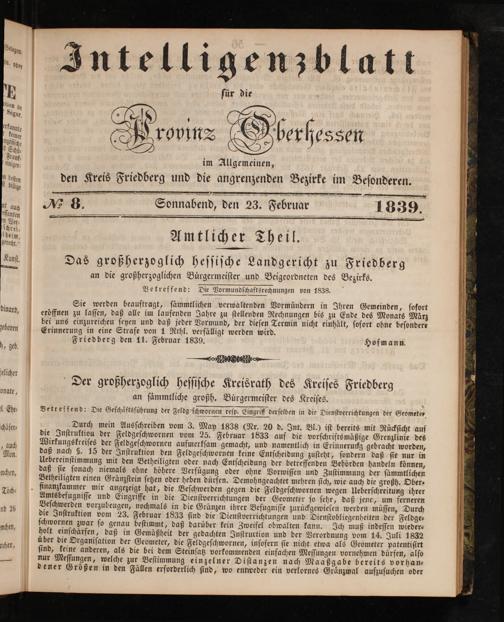 Intelligenzblatt
für die
Provinz Oberhessen
im Allgemeinen,
den Kreis Friedberg und die angrenzenden Bezirke im Besonderen.
№ 8. Sonnabend, den 23. Februar 1839.
Amtlicher Theil.
Das großherzoglich hessische Landgericht zu Friedberg
an die großherzoglichen Bürgermeister und Beigeordneten des Bezirks.
Betreffend: Die Vormundschaftsrechnungen von 1838.
Sie werden beauftragt, sämmtlichen verwaltenden Vormündern in Ihren Gemeinden, sofort
eröffnen zu lassen, daß alle im laufenden Jahre zu stellenden Rechnungen bis zu Ende des Monats März
bei uns einzureichen seyen und daß jeder Vormund, der diesen Termin nicht einhält, sofort ohne besondere
Erinnerung in eine Strafe von 1 Rthl. verfälligt werden wird.
Friedberg den 11. Februar 1839. Hofmann.
Der großherzoglich hessische Kreisrath des Kreises Friedberg
an sämmtliche großh. Bürgermeister des Kreises.
Betreffend: Die Geschäftsführung der Feldgeschwornen resp. Eingriff derselben in die Dienstverrichtungen der Geometer.
Durch mein Ausschreiben vom 3. May 1838 (Nr. 20 d. Int. Bl.) ist bereits mit Rücksicht auf
die Instruktion der Feldgeschwornen vom 25. Februar 1833 auf die vorschriftsmäßige Grenzlinie des
Wirkungskreises der Feldgeschwornen aufmerksam gemacht, und namentlich in Erinnerung gebracht worden,
daß nach §. 15 der Instruktion den Feldgeschwornen keine Entscheidung zusteht, sondern daß sie nur in
Uebereinstimmung mit den Betheiligten oder nach Entscheidung der betreffenden Behörden handeln können,
daß sie sonach niemals ohne höhere Verfügung oder ohne Vorwissen und Zustimmung der sämmtlichen
Betheiligten einen Gränzstein setzen oder heben dürfen. Demohngeachtet mehren sich, wie auch die großh. Ober-
finanzkammer mir angezeigt hat, die Beschwerden gegen die Feldgeschwornen wegen Ueberschreitung ihrer
Amtsbefugnisse und Eingriffe in die Dienstverrichtungen der Geometer so sehr, daß jene, um ferneren
Beschwerden vorzubeugen, nochmals in die Gränzen ihrer Befugnisse zurückgewiesen werden müssen. Durch
die Instruktion vom 23. Februar 1833 sind die Dienstverrichtungen und Dienstobliegenheiten der Feldge-
schwornen zwar so genau bestimmt, daß darüber kein Zweifel obwalten kann. Ich muß indessen wieder-
holt einschärfen, daß in Gemäßheit der gedachten Instruktion und der Verordnung vom 14. Juli 1832
über die Organisation der Geometer, die Feldgeschwornen, insofern sie nicht etwa als Geometer patentisirt
sind, keine anderen, als die bei dem Steinsatz vorkommenden einfachen Messungen vornehmen dürfen, also
nur Messungen, welche zur Bestimmung einzelner Distanzen nach Maaßgabe bereits vorhan-
dener Größen in den Fällen erforderlich sind, wo entweder ein verlornes Gränzmal aufzusuchen oder